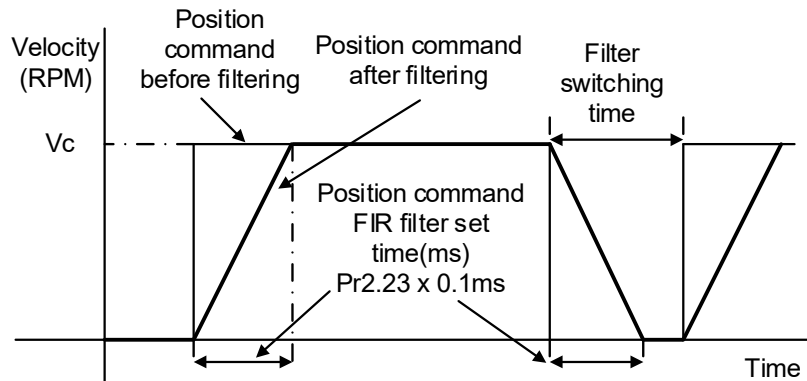 Velocity
(RPM)
Position
command
before filtering
Position command
after filtering
Filter
switching
time
Vc
Position command
FIR filter set
time(ms)
Pr2.23 x 0.1ms
Time